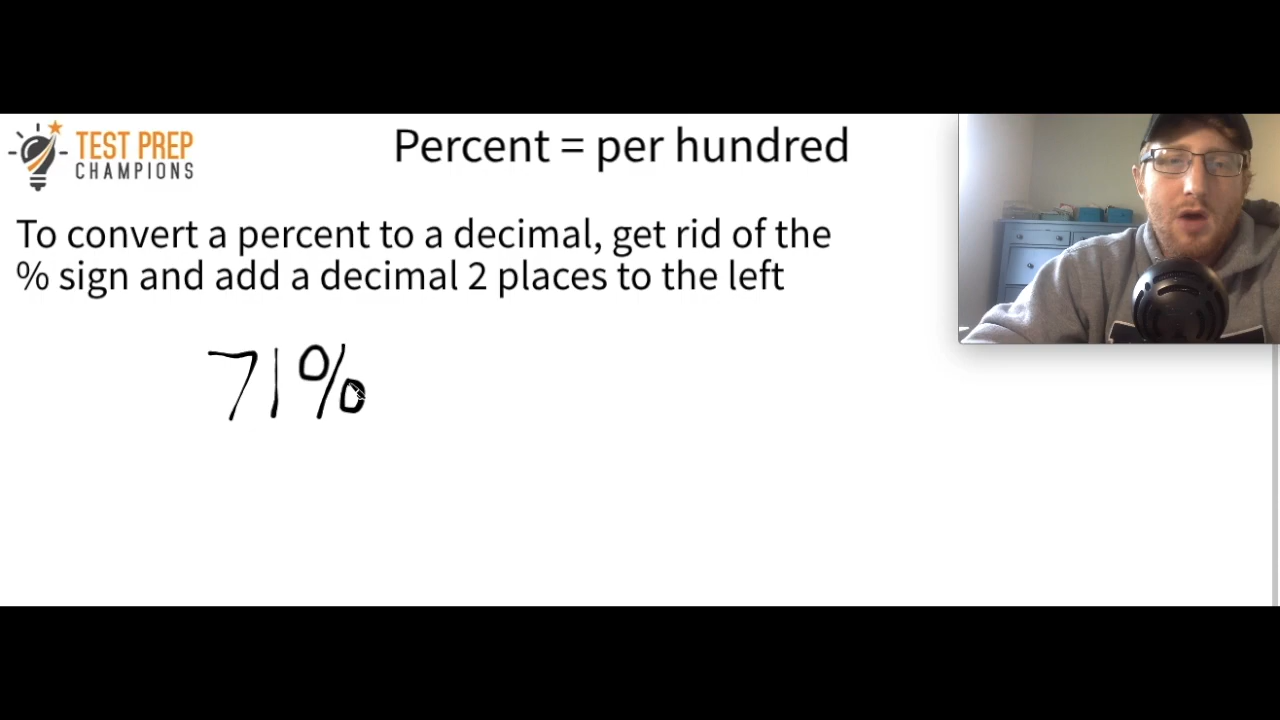 TEST PREP
CHAMPIONS
Percent = per hundred
To convert a percent to a decimal, get rid of the
% sign and add a decimal 2 places to the left
71%